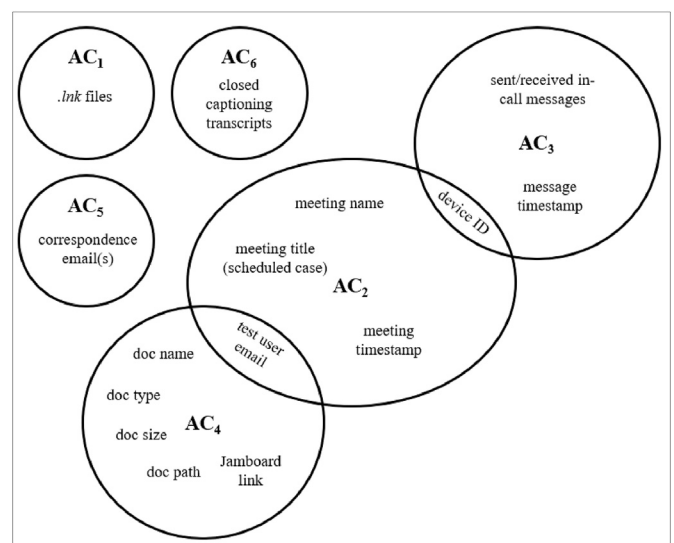 AC1
.lnk files
AC6
closed
captioning
transcripts
sent/received in-
call messages
AC3
message
timestamp
device ID
AC5
correspondence
email(s)
meeting name
meeting title
(scheduled case)
AC2
meeting
timestamp
test user
email
doc name
doc type
doc size
AC4
doc path
Jamboard
link